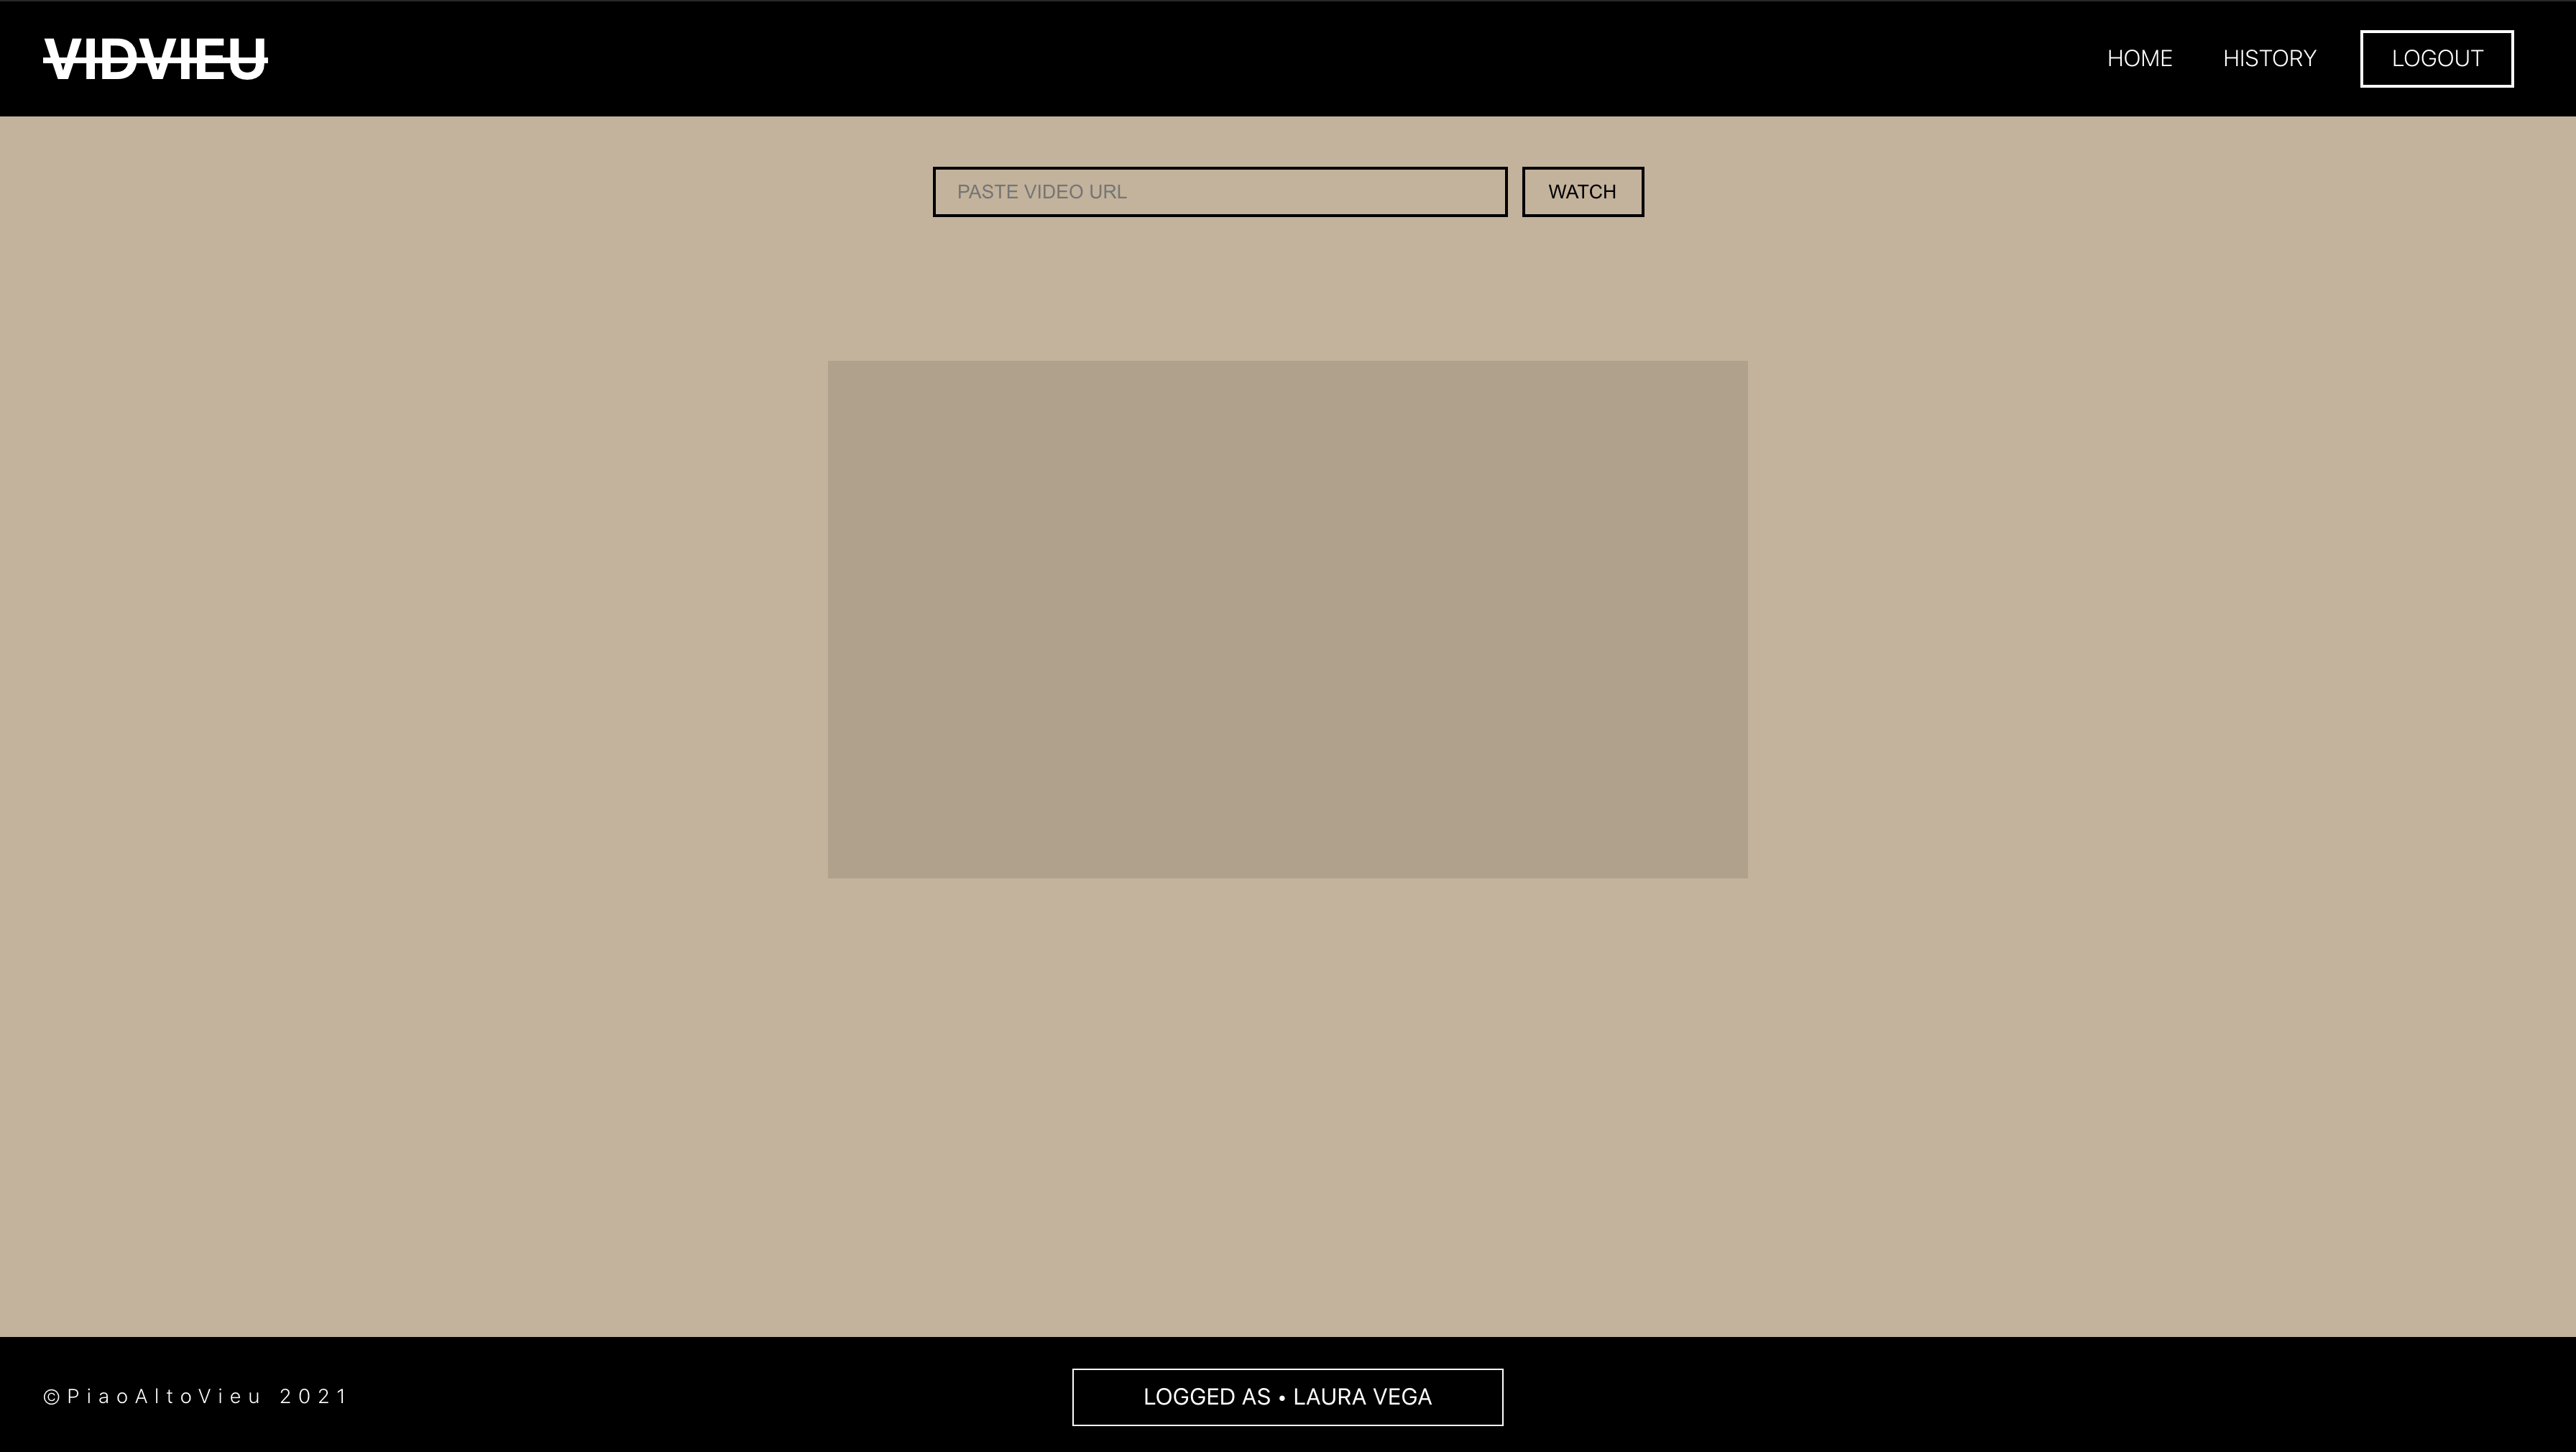 VIDVIEU
HOME HISTORY LOGOUT
PASTE VIDEO URL WATCH
©PiaoAltoVieu 2021
LOGGED AS • LAURA VEGA